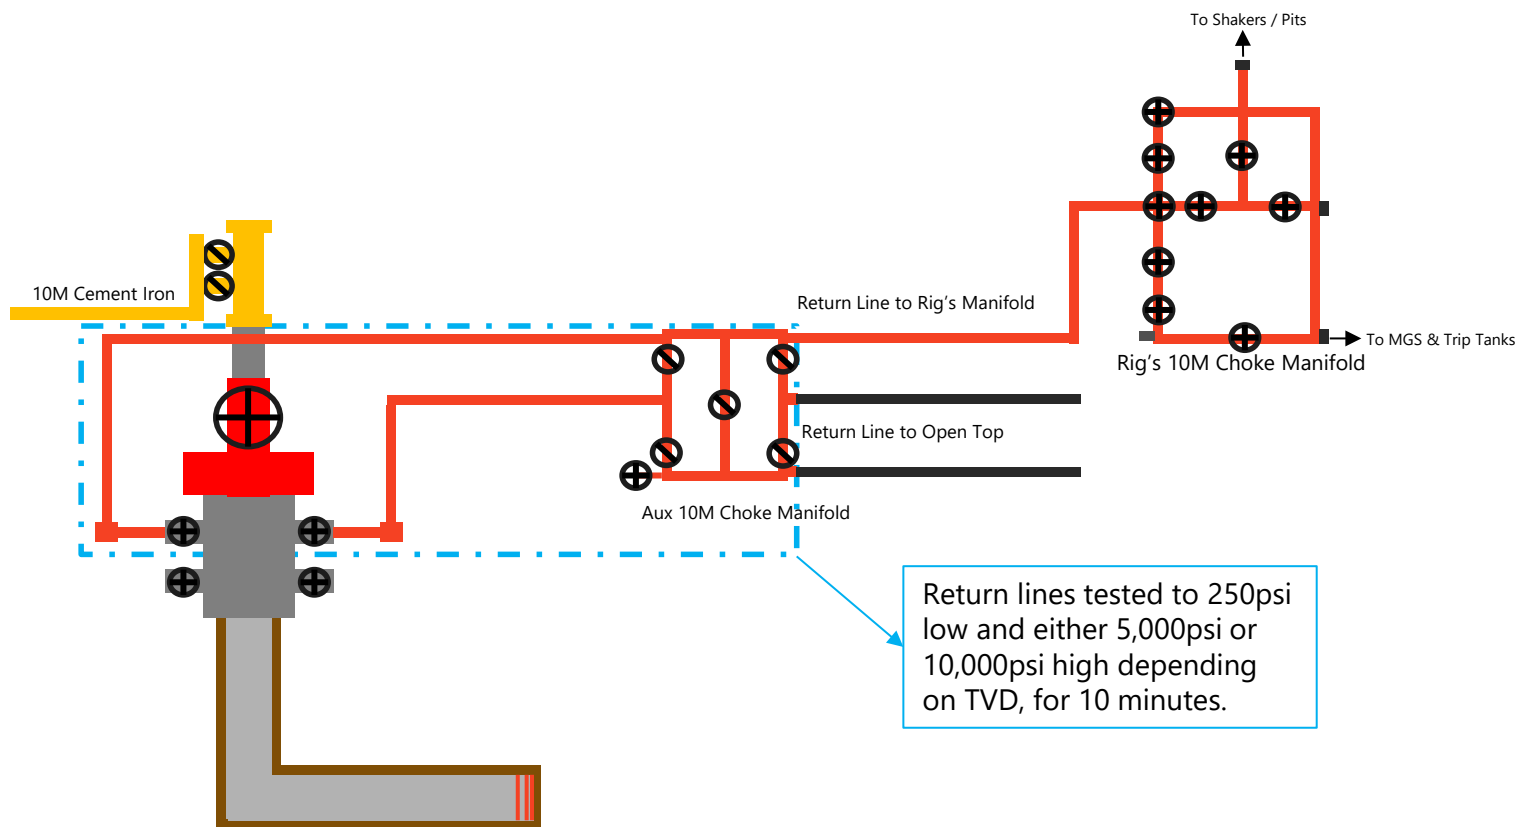 To Shakers / Pits
10M Cement Iron
Return Line to Rig's Manifold
To MGS & Trip Tanks
Rig's 10M Choke Manifold
Return Line to Open Top
Aux 10M Choke Manifold
Return lines tested to 250psi
low and either 5,000psi or
10,000psi high depending
on TVD, for 10 minutes.